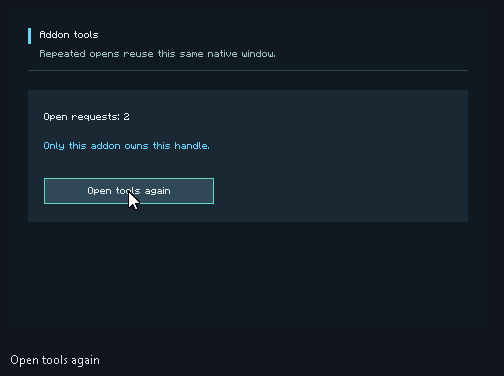 Addon tools
Repeated opens reuse this same native window.
Open requests: 2
Only this addon owns this handle.
Open tools again
Open tools again